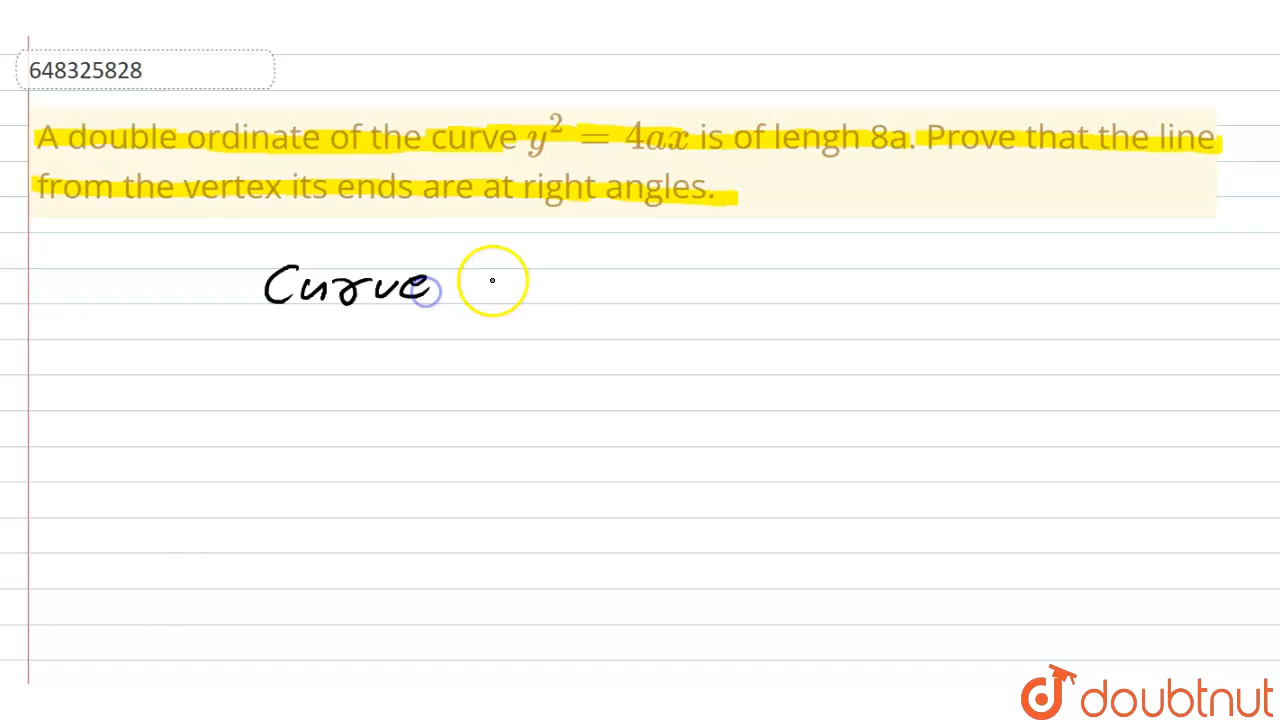 648325828
A double ordinate of the curve y² = 4ax is of lengh 8a. Prove that the line
from the vertex its ends are at right angles.
Curve
doubtnut